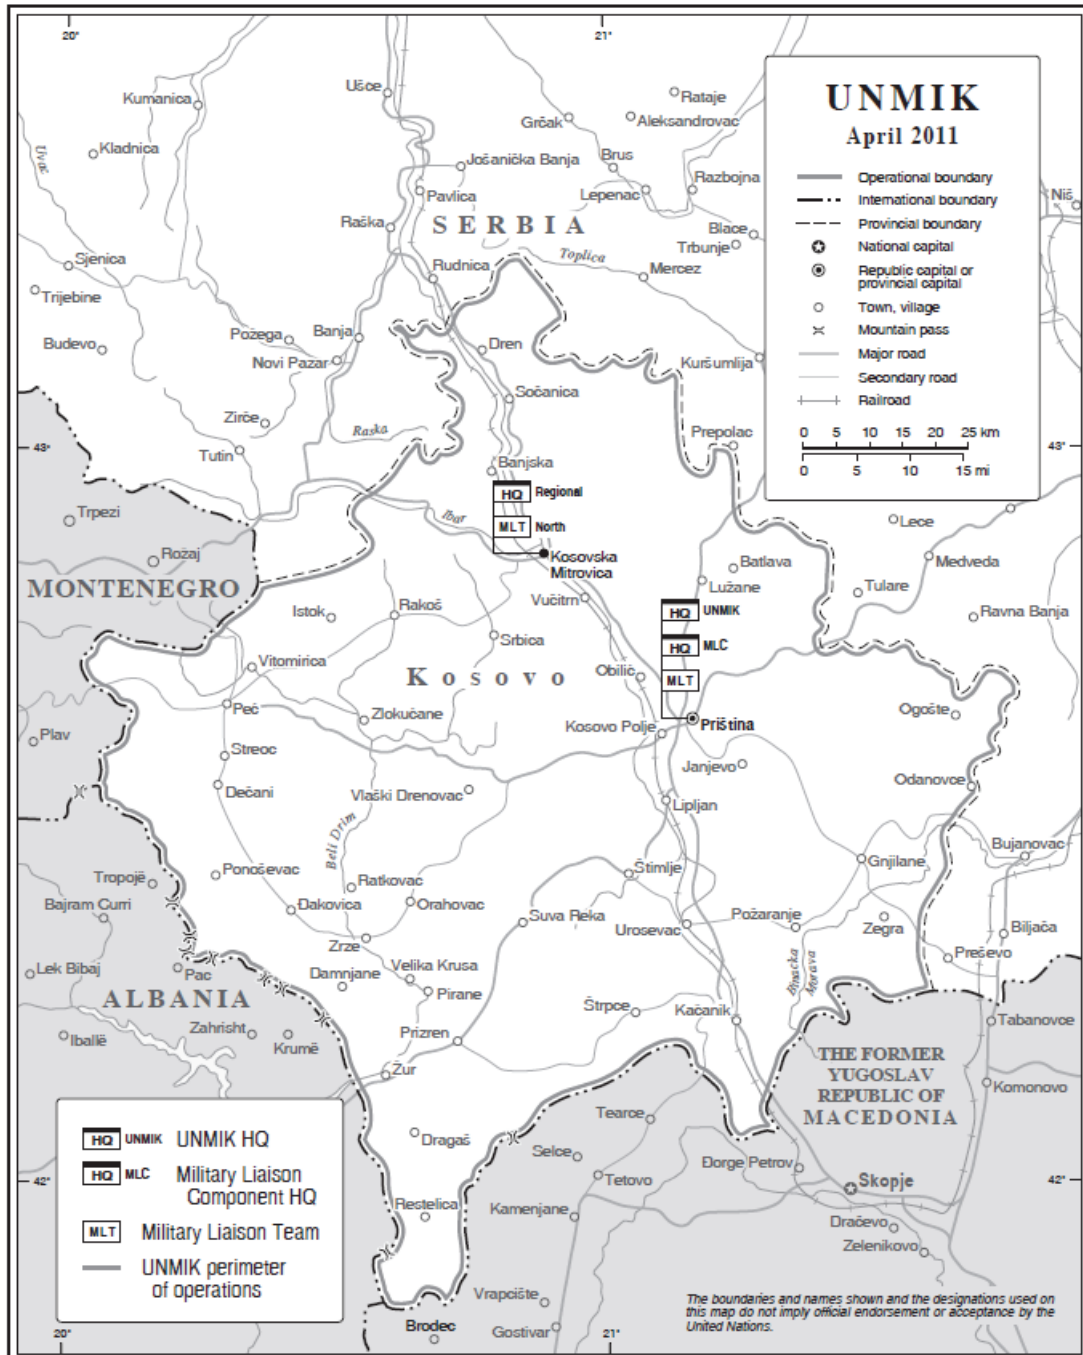 20°
21°
UNMIK
April 2011
Operational boundary
International boundary
Provincial boundary
National capital
Republic capital or
provincial capital
Town, village
Mountain pass
Major road
Secondary road
Railroad
0 5 10 15 20 25 km
0 5 10 15 mi
Ušće
Kumanica
Rataje
Aleksandrovac
Grčak
Uvac
Kladnica
Brus
Jošanička Banja
Razbojna
Lepenac
Pavlica
Niš
Raška
SERBIA
Blace
Trbunje
Toplica
Sjenica
Rudnica
Mercez
Trijebine
Požega
Banja
Budevo
Dren
Novi Pazar
Kuršumlija
Sočanica
Zirče
Raska
Prepolac
43°
43°
Tutin
Banjska
HQ Regional
Trpezi
Ibar
MLT North
Lece
Rožaj
Kosovska
Mitrovica
Batlava
Medveda
MONTENEGRO
Lužane
Tulare
Vučitrn
Istok
Rakoš
HQ UNMIK
Ravna Banja
Srbica
HQ MLC
Vitomirica
Kosovo
Obilić
MLT
Peć
Zlokučane
Ogošte
Priština
Kosovo Polje
Plav
Streoc
Janjevo
Dečani
Vlaški Drenovac
Odanovce
Lipljan
Beli Drim
Bujanovac
Štimlje
Gnjilane
Ponoševac
Tropojë
Ratkovac
Bajram Curri
Đakovica
Orahovac
Suva Reka
Požaranje
Urosevac
Zegra
Biljača
Zrze
Preševo
Lek Bibaj
Pac
Damnjane
Velika Krusa
Binacka
Morava
ALBANIA
Pirane
Štrpce
Kačanik
Tabanovce
Iballë
Zahrisht
Krumë
Prizren
THE FORMER
YUGOSLAV
REPUBLIC OF
MACEDONIA
Žur
Komonovo
Tearce
Dragaš
Selce
Đorge Petrov
Tetovo
Skopje
42°
Restelica
Kamenjane
Dračevo
Zelenikovo
HQ UNMIK UNMIK HQ
HQ MLC Military Liaison
Component HQ
MLT Military Liaison Team
UNMIK perimeter
of operations
Vrapcište
Brodec
Gostivar
The boundaries and names shown and the designations used on
this map do not imply official endorsement or acceptance by the
United Nations.
20°
21°
42°